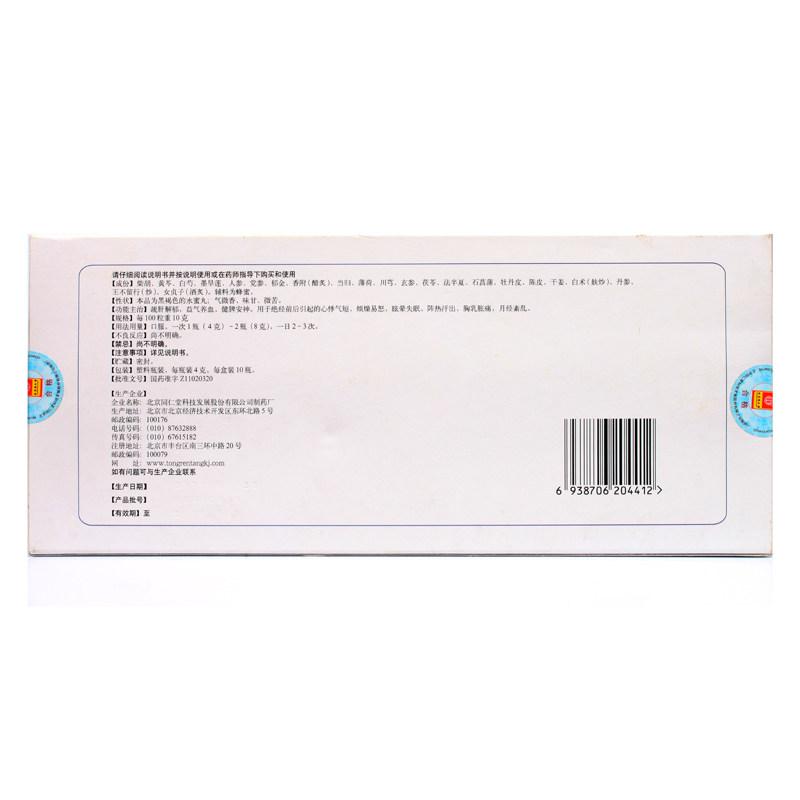 请仔细阅读说明书并按说明使用或在药师指导下购买和使用
【成份】柴胡、黄芩、白芍、墨旱莲、人参、党参、郁金、香附(醋炙)、当归、薄荷、川芎、玄参、茯苓、法半夏、石菖蒲、牡丹皮、陈皮、干姜、白术(麸炒)、丹参、
王不留行(炒)、女贞子(酒炙)。辅料为蜂蜜。
【性状】本品为黑褐色的水蜜丸；气微香，味甘、微苦。
【功能主治】疏肝解郁，益气养血，健脾安神。用于绝经前后引起的心悸气短，烦燥易怒，眩晕失眠，阵热汗出，胸乳胀痛，月经紊乱。
【规格】每100粒重10克
【用法用量】口服。一次1瓶(4克)-2瓶(8克)，一日2-3次。
【不良反应】尚不明确。
【禁忌】尚不明确。
【注意事项】详见说明书。
【贮藏】密封。
【包装】塑料瓶装，每瓶装4克，每盒装10瓶。
【批准文号】国药准字Z11020320
【生产企业】
企业名称：北京同仁堂科技发展股份有限公司制药厂
生产地址：北京市北京经济技术开发区东环北路5号
邮政编码：100176
电话号码：(010) 87632888
传真号码：(010) 67615182
注册地址：北京市丰台区南三环中路20号
邮政编码：100079
网 址：www.tongrentangkj.com
如有问题可与生产企业联系
【生产日期】
【产品批号】
【有效期】至
6 938706 204412 >
合格
合格